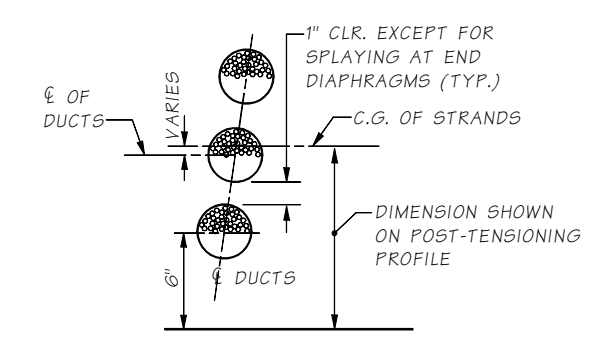 1" CLR. EXCEPT FOR
SPLAYING AT END
DIAPHRAGMS (TYP.)
℄ OF
DUCTS
VARIES
C.G. OF STRANDS
DIMENSION SHOWN
ON POST-TENSIONING
PROFILE
6"
℄ DUCTS